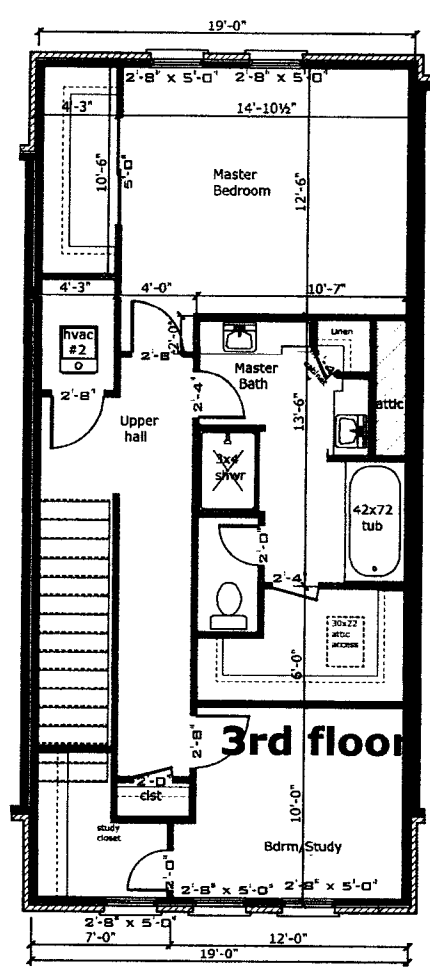 19'-0"
2'-8" x 5'-0" 2'-8" x 5'-0"
4'-3" 14'-10½"
10'-6"
5'-0"
12'-6"
Master
Bedroom
4'-3" 4'-0" 10'-7"
hvac
#2
2'-8"
2'-0"
2'-8"
Linen
Master
Bath
2'-4"
13'-6"
attic
Upper
hall
3x4
shwr
42x72
tub
2'-0"
2'-4"
30x22
attic
access
6'-0"
2'-8"
3rd floor
2'-0"
clst
10'-0"
study
closet
Bdrm/Study
2'-0"
2'-8" x 5'-0" 2'-8" x 5'-0"
2'-8" x 5'-0"
7'-0" 12'-0"
19'-0"